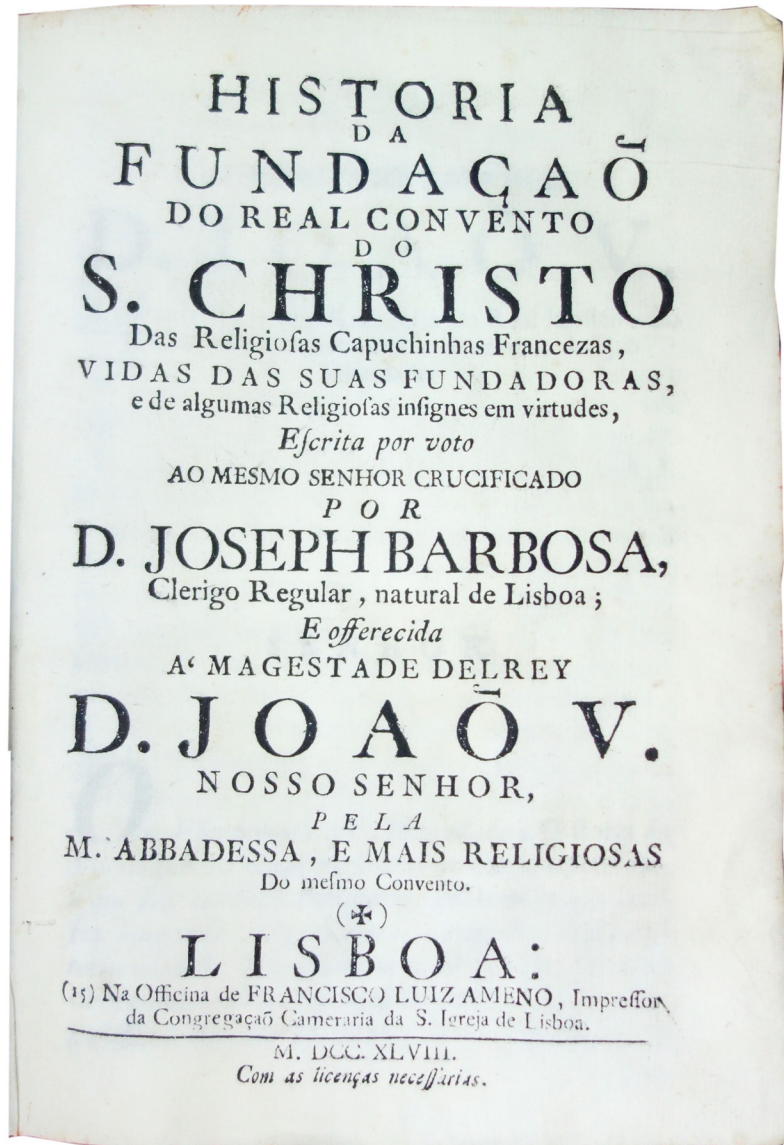 HISTORIA
DA
FUNDAÇAÕ
DO REAL CONVENTO
DO
S. CHRISTO
Das Religioſas Capuchinhas Francezas,
VIDAS DAS SUAS FUNDADORAS,
e de algumas Religioſas inſignes em virtudes,
Eſcrita por voto
AO MESMO SENHOR CRUCIFICADO
POR
D. JOSEPH BARBOSA,
Clerigo Regular, natural de Lisboa;
E offerecida
A' MAGESTADE DELREY
D. JOAÕ V.
NOSSO SENHOR,
PELA
M. ABBADESSA, E MAIS RELIGIOSAS
Do meſmo Convento.
(✠)
LISBOA:
(15) Na Officina de FRANCISCO LUIZ AMENO, Impreſſor
da Congregaçaõ Cameraria da S. Igreja de Lisboa.
M. DCC. XLVIII.
Com as licenças neceſſarias.